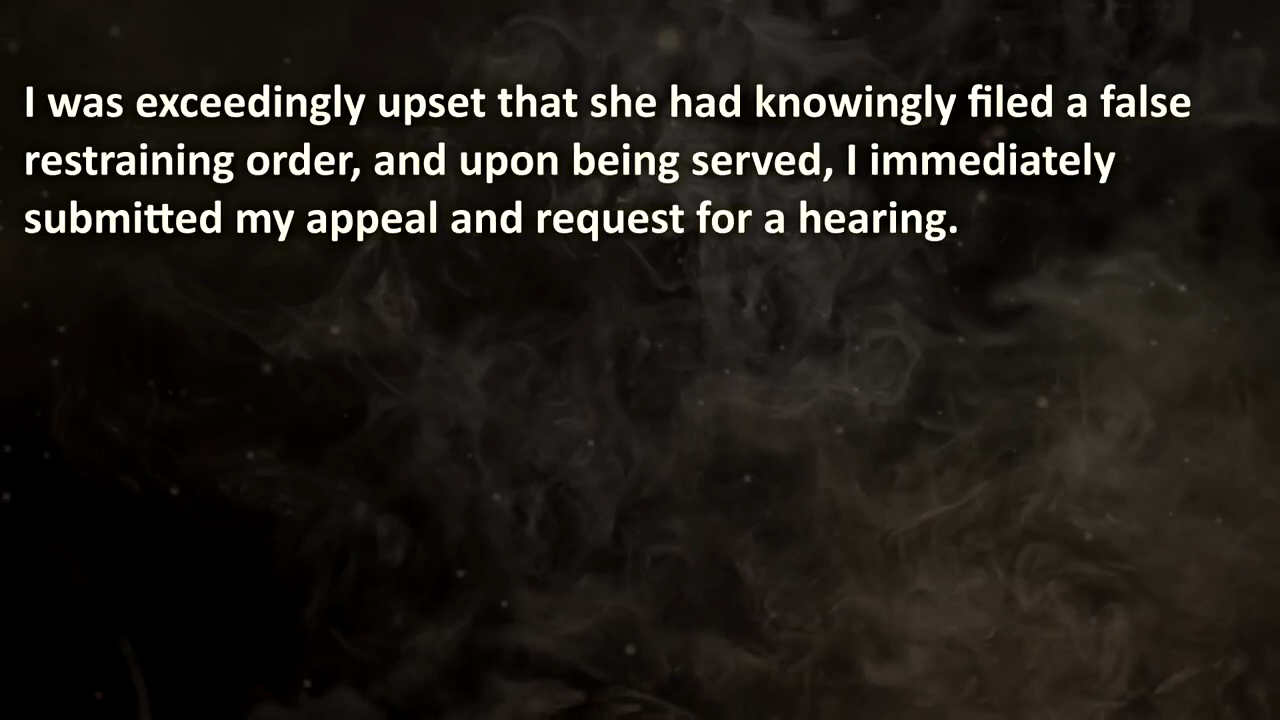 I was exceedingly upset that she had knowingly filed a false
restraining order, and upon being served, I immediately
submitted my appeal and request for a hearing.